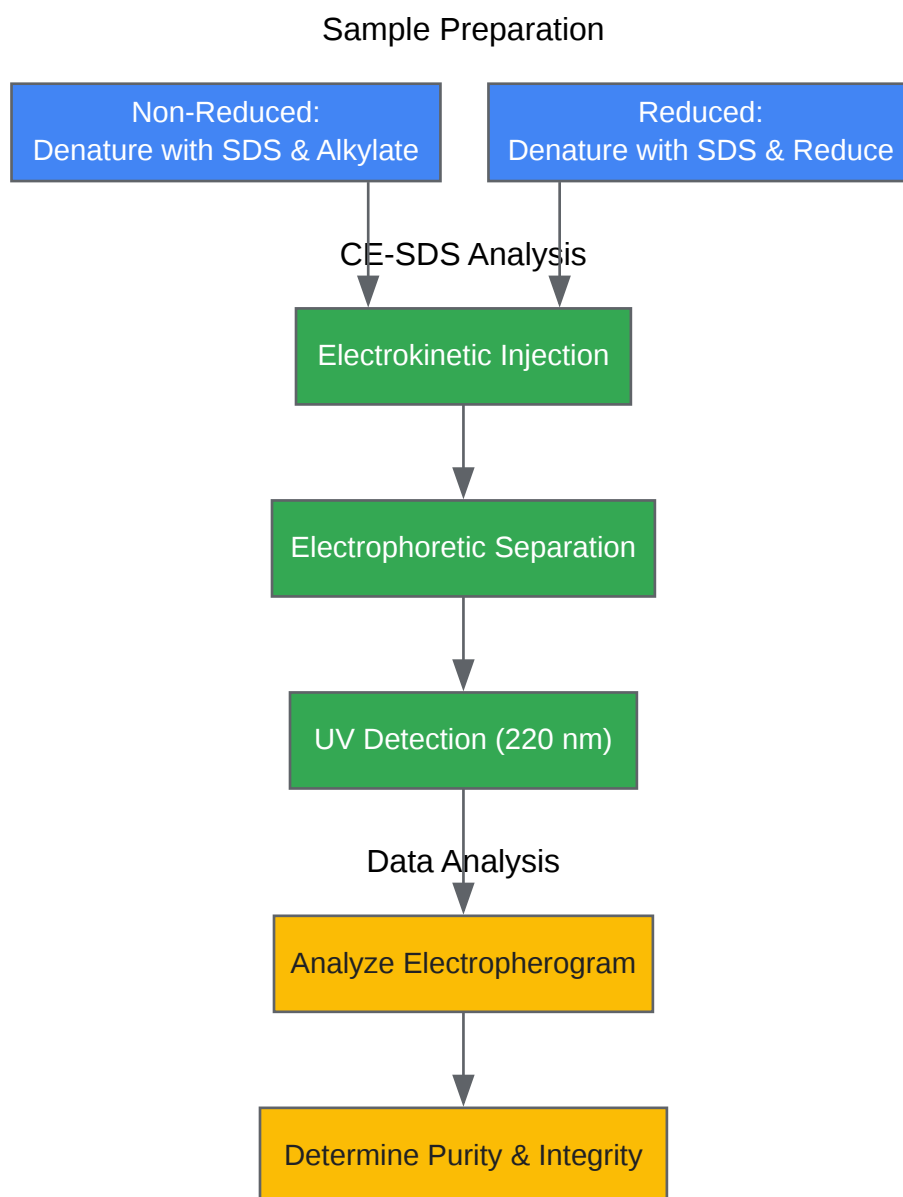 Sample Preparation
Non-Reduced:
Denature with SDS & Alkylate
Reduced:
Denature with SDS & Reduce
CE-SDS Analysis
Electrokinetic Injection
Electrophoretic Separation
UV Detection (220 nm)
Data Analysis
Analyze Electropherogram
Determine Purity & Integrity